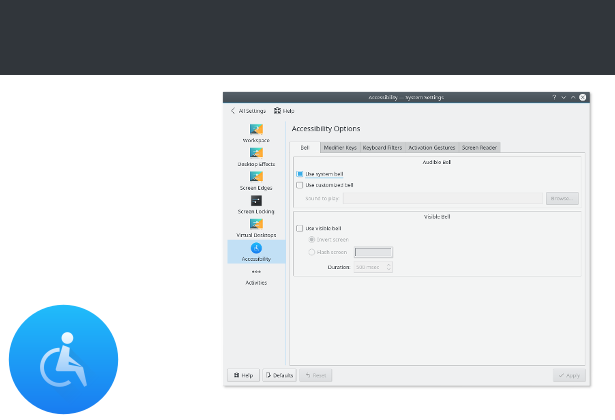 Accessibility — System Settings
All Settings
Help
Accessibility Options
Workspace
Desktop Effects
Screen Edges
Screen Locking
Virtual Desktops
Accessibility
Activities
Bell
Modifier Keys
Keyboard Filters
Activation Gestures
Screen Reader
Audible Bell
Use system bell
Use customized bell
Sound to play:
Browse...
Visible Bell
Use visible bell
Invert screen
Flash screen
Duration:
500 msec
Help
Defaults
Reset
Apply